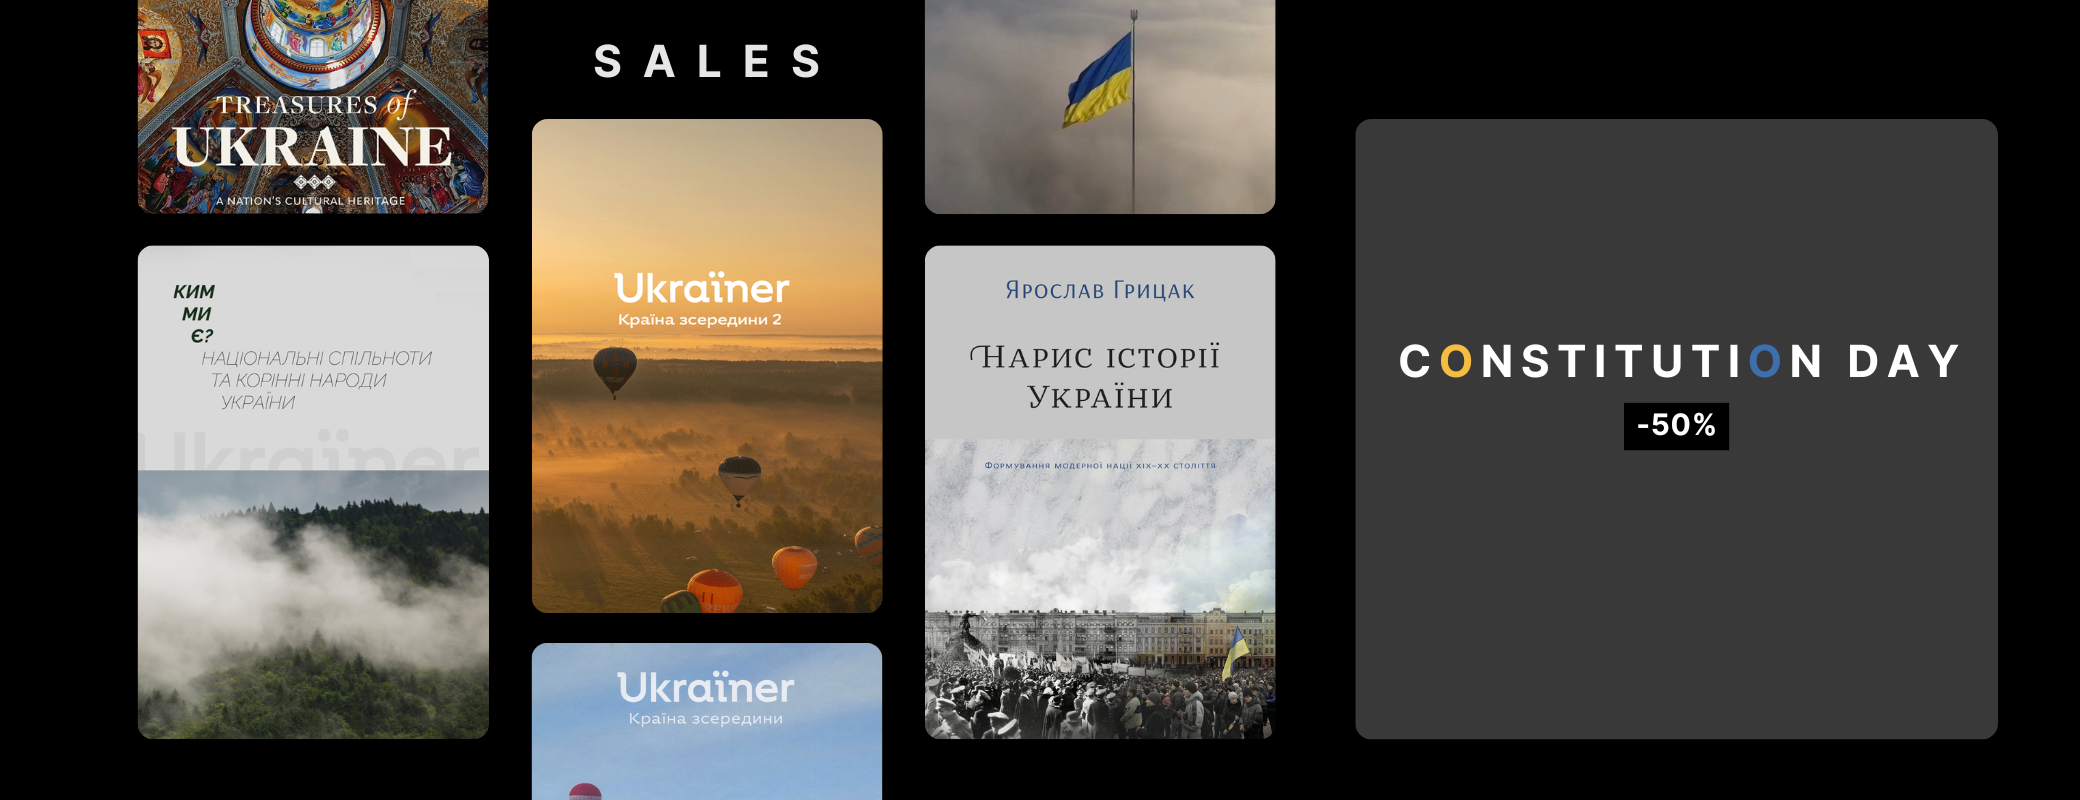 TREASURES of
UKRAINE
A NATION'S CULTURAL HERITAGE
КИМ
МИ
Є?
НАЦІОНАЛЬНІ СПІЛЬНОТИ
ТА КОРІННІ НАРОДИ
УКРАЇНИ
Ukraïner
SALES
Ukraïner
Країна зсередини 2
Ukraïner
Країна зсередини
Ярослав Грицак
Нарис історії
України
Формування модерної нації XIX–XX століття
CONSTITUTION DAY
-50%